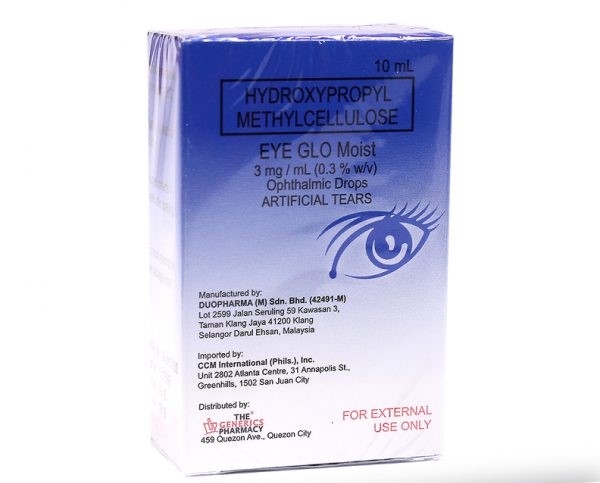 10 mL
HYDROXYPROPYL
METHYLCELLULOSE
EYE GLO Moist
3 mg / mL (0.3 % w/v)
Ophthalmic Drops
ARTIFICIAL TEARS
Manufactured by:
DUOPHARMA (M) Sdn. Bhd. (42491-M)
Lot 2599 Jalan Seruling 59 Kawasan 3,
Taman Klang Jaya 41200 Klang
Selangor Darul Ehsan, Malaysia
Imported by:
CCM International (Phils.), Inc.
Unit 2802 Atlanta Centre, 31 Annapolis St.,
Greenhills, 1502 San Juan City
Distributed by:
THE
GENERICS
PHARMACY
459 Quezon Ave., Quezon City
FOR EXTERNAL
USE ONLY